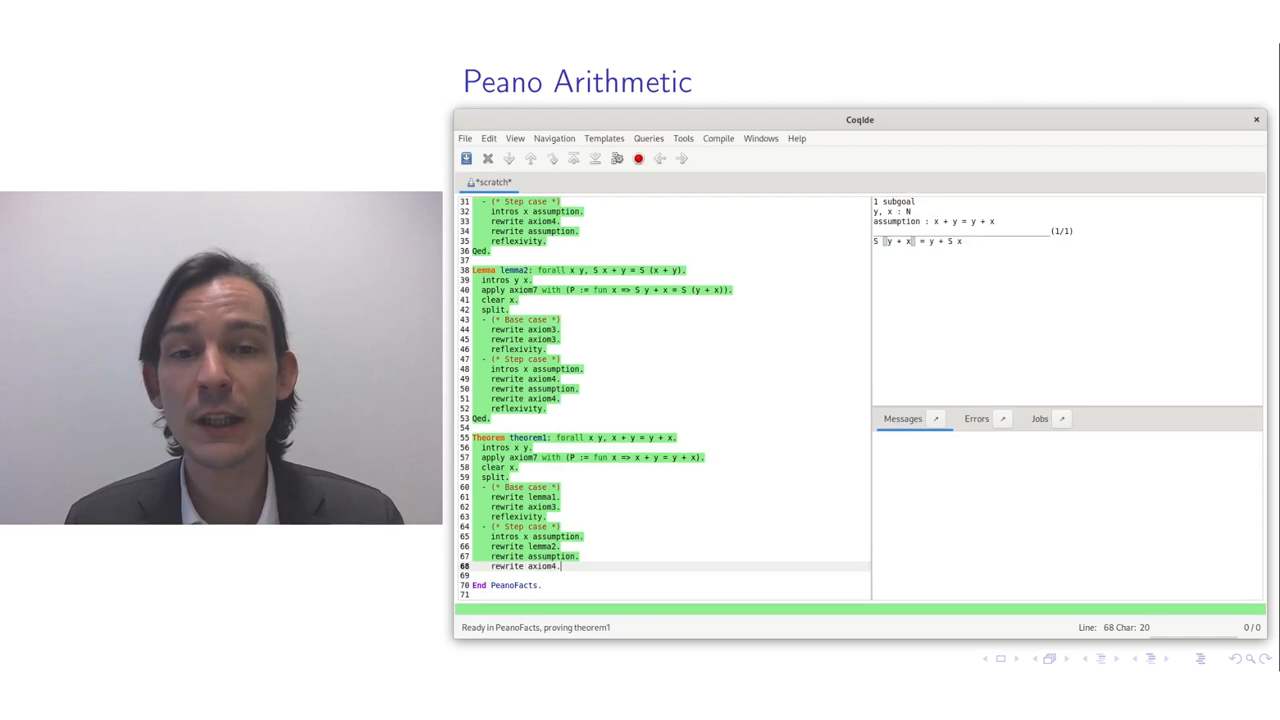 Peano Arithmetic
CoqIde
File Edit View Navigation Templates Queries Tools Compile Windows Help
*scratch*
31 - (* Step case *)
32 intros x assumption.
33 rewrite axiom4.
34 rewrite assumption.
35 reflexivity.
36 Qed.
37
38 Lemma lemma2: forall x y, S x + y = S (x + y).
39 intros y x.
40 apply axiom7 with (P := fun x => S y + x = S (y + x)).
41 clear x.
42 split.
43 - (* Base case *)
44 rewrite axiom3.
45 rewrite axiom3.
46 reflexivity.
47 - (* Step case *)
48 intros x assumption.
49 rewrite axiom4.
50 rewrite assumption.
51 rewrite axiom4.
52 reflexivity.
53 Qed.
54
55 Theorem theorem1: forall x y, x + y = y + x.
56 intros x y.
57 apply axiom7 with (P := fun x => x + y = y + x).
58 clear x.
59 split.
60 - (* Base case *)
61 rewrite lemma1.
62 rewrite axiom3.
63 reflexivity.
64 - (* Step case *)
65 intros x assumption.
66 rewrite lemma2.
67 rewrite assumption.
68 rewrite axiom4.
69
70 End PeanoFacts.
71
1 subgoal
y, x : N
assumption : x + y = y + x
(1/1)
S (y + x) = y + S x
Messages Errors Jobs
Ready in PeanoFacts, proving theorem1
Line: 68 Char: 20
0 / 0